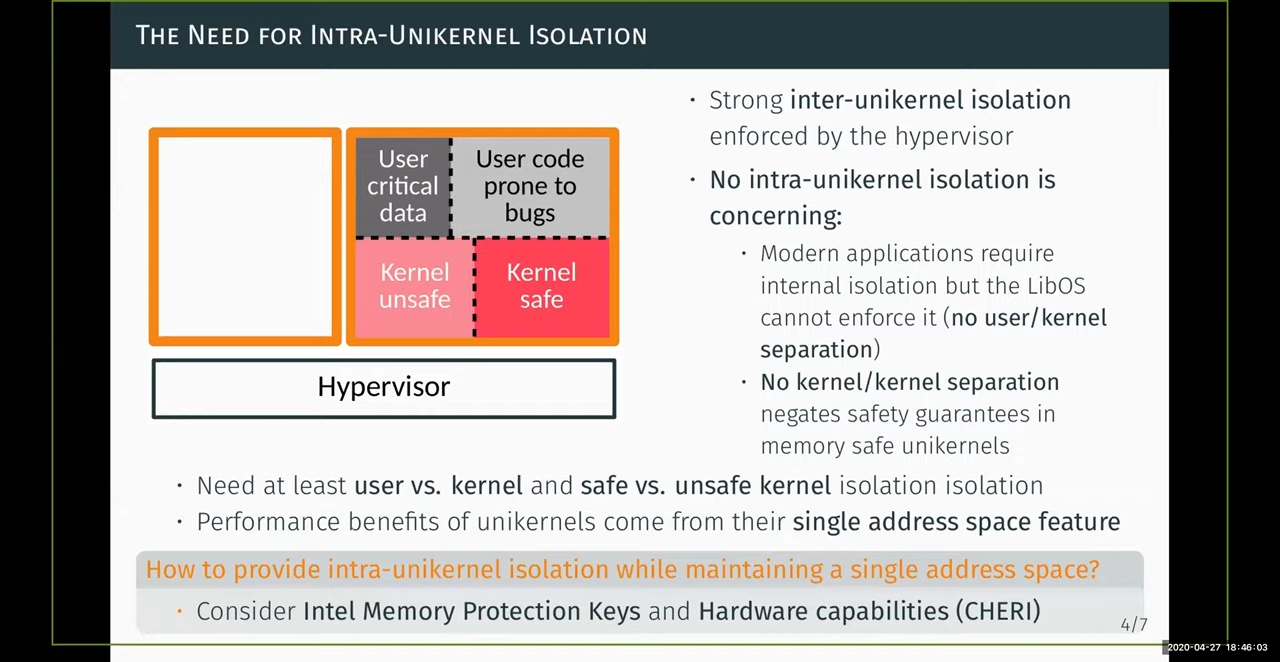 The Need for Intra-Unikernel Isolation
User
critical
data
User code
prone to
bugs
Kernel
unsafe
Kernel
safe
Hypervisor
· Strong inter-unikernel isolation
enforced by the hypervisor
· No intra-unikernel isolation is
concerning:
· Modern applications require
internal isolation but the LibOS
cannot enforce it (no user/kernel
separation)
· No kernel/kernel separation
negates safety guarantees in
memory safe unikernels
· Need at least user vs. kernel and safe vs. unsafe kernel isolation isolation
· Performance benefits of unikernels come from their single address space feature
How to provide intra-unikernel isolation while maintaining a single address space?
· Consider Intel Memory Protection Keys and Hardware capabilities (CHERI)
4/7
2020-04-27 18:46:03